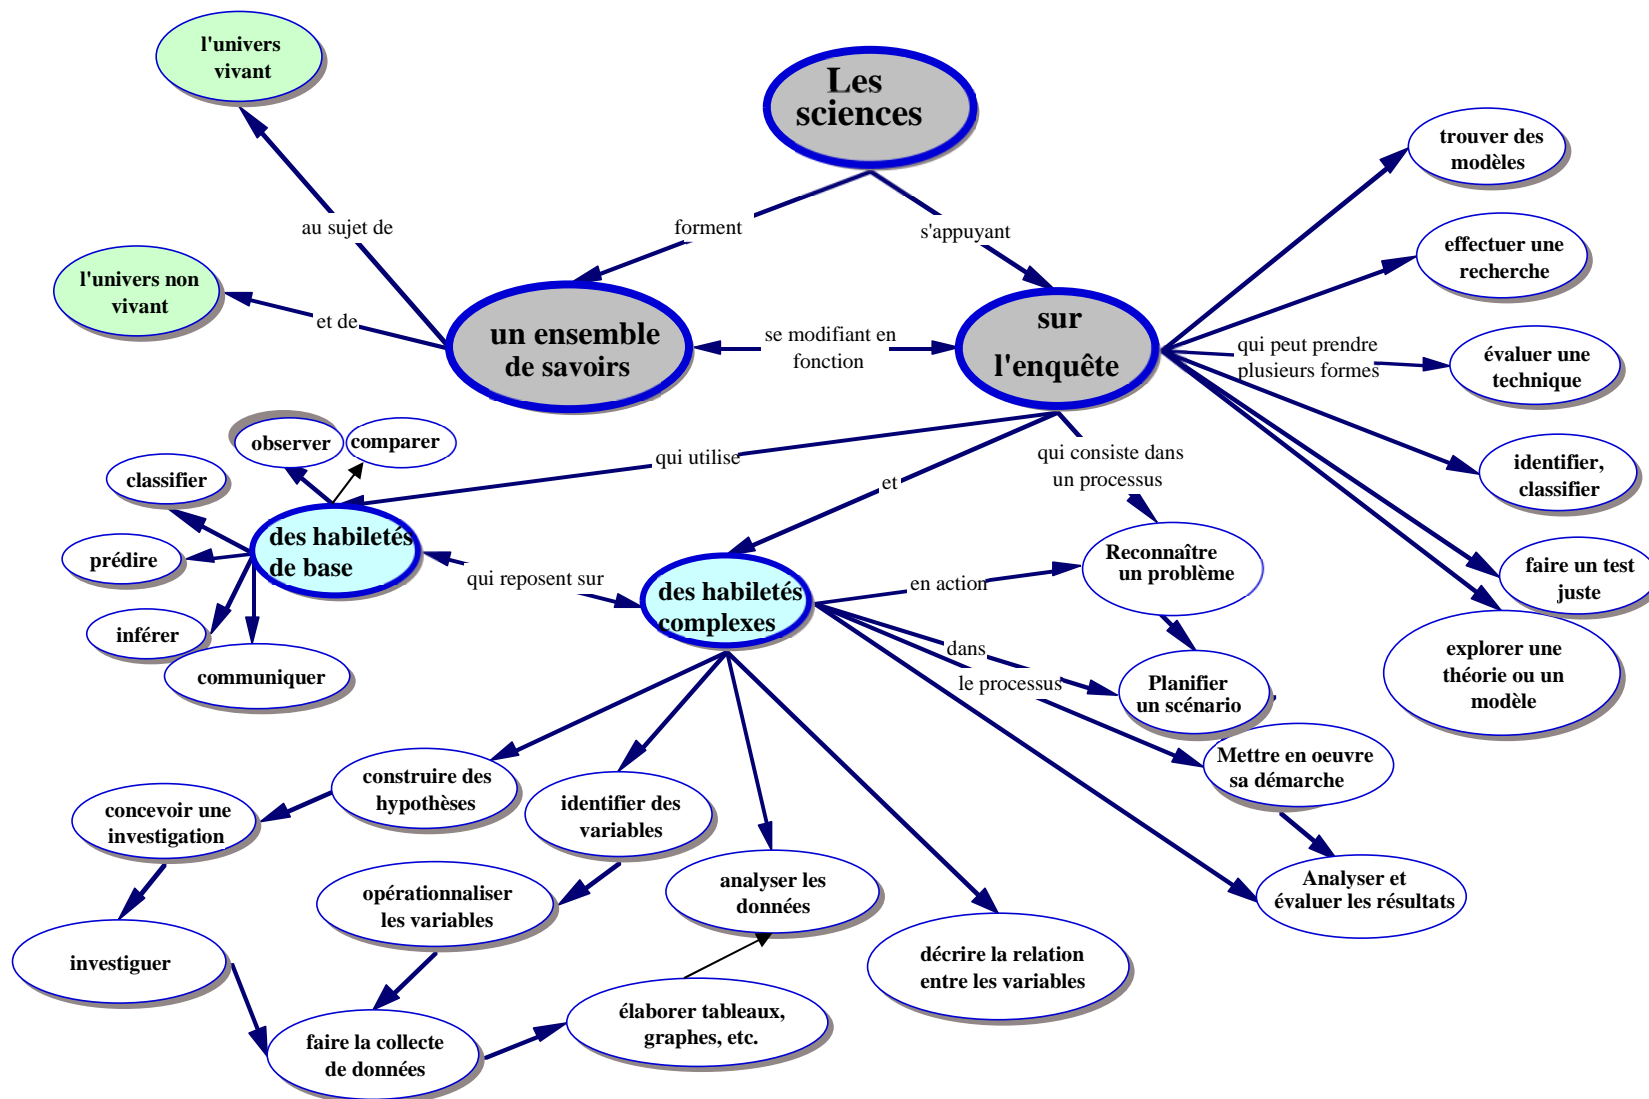 Les
sciences
l'univers
vivant
trouver des
modèles
au sujet de
forment
s'appuyant
effectuer une
recherche
l'univers non
vivant
et de
un ensemble
de savoirs
se modifiant en
fonction
sur
l'enquête
qui peut prendre
plusieurs formes
évaluer une
technique
observer
comparer
classifier
qui utilise
et
qui consiste dans
un processus
identifier,
classifier
prédire
des habiletés
de base
inférer
communiquer
qui reposent sur
des habiletés
complexes
en action
Reconnaître
un problème
faire un test
juste
dans
le processus
Planifier
un scénario
explorer une
théorie ou un
modèle
Mettre en oeuvre
sa démarche
construire des
hypothèses
identifier des
variables
concevoir une
investigation
opérationnaliser
les variables
analyser les
données
Analyser et
évaluer les résultats
investiguer
décrire la relation
entre les variables
élaborer tableaux,
graphes, etc.
faire la collecte
de données